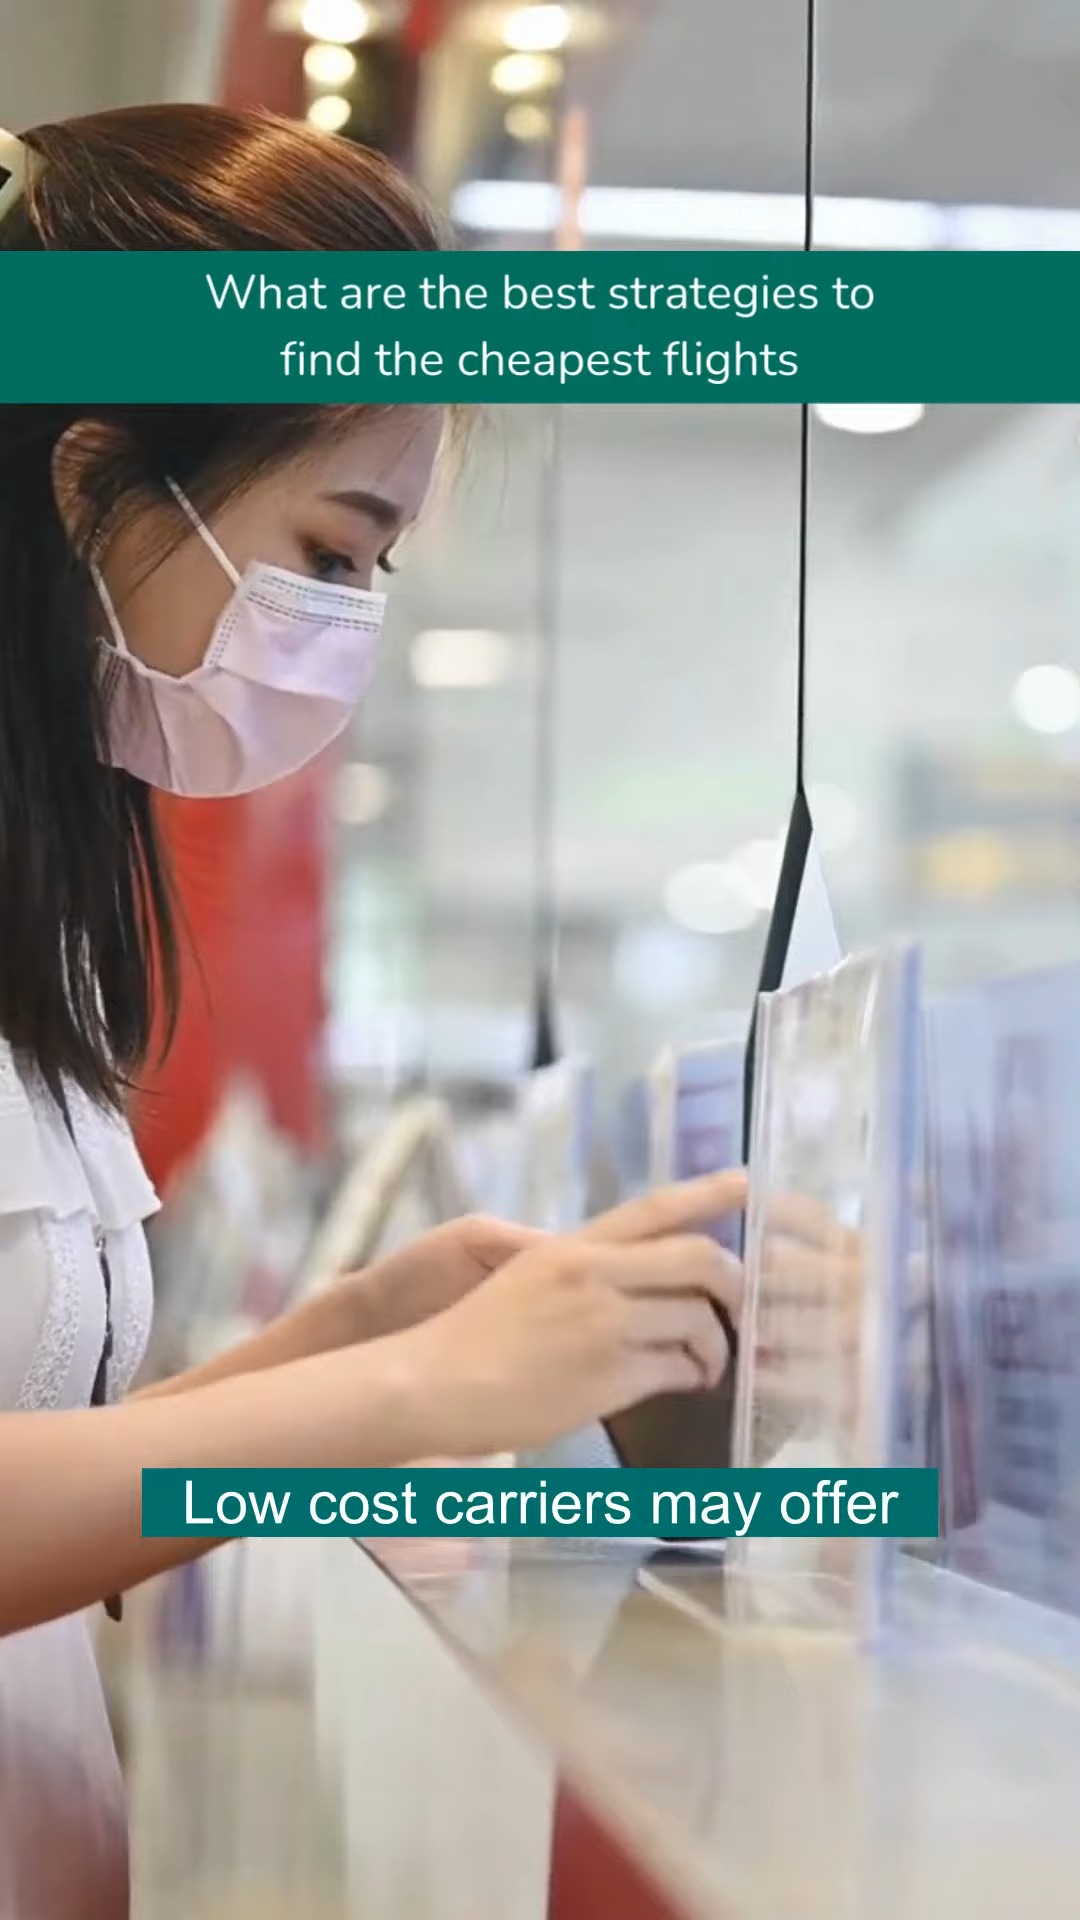 What are the best strategies to
find the cheapest flights
Low cost carriers may offer